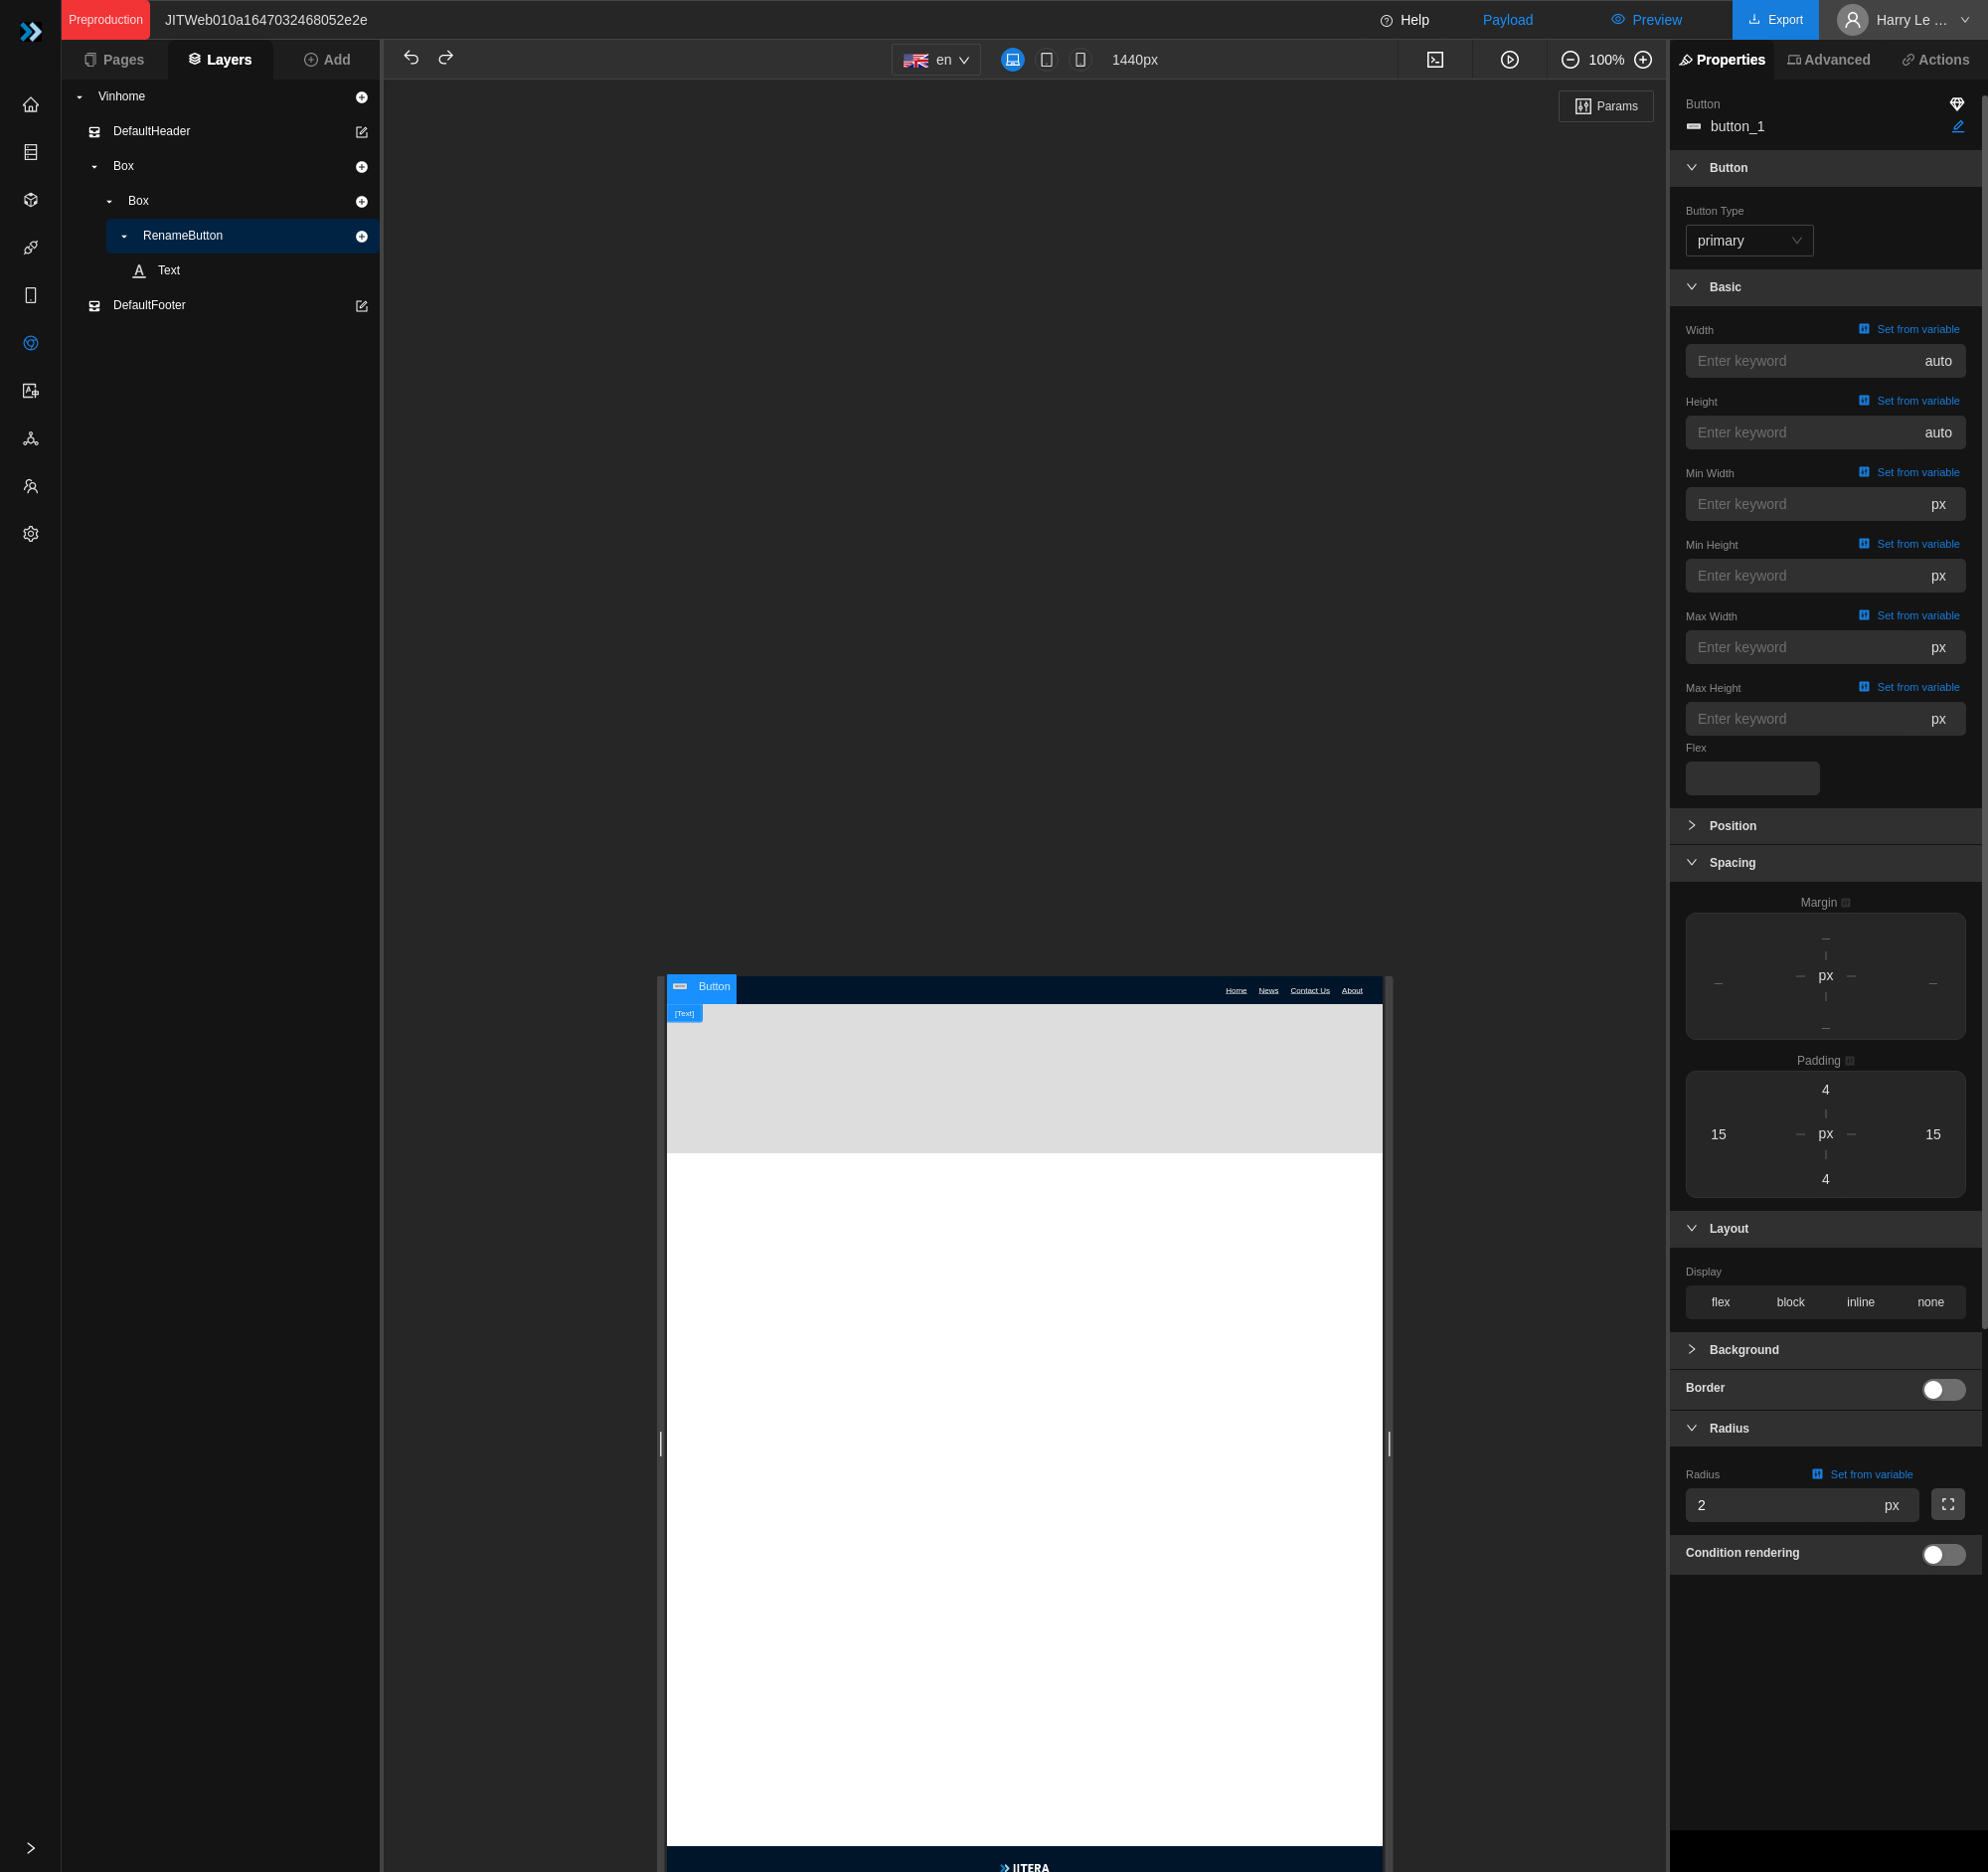 Preproduction
JITWeb010a1647032468052e2e
Help
Payload
Preview
Export
Harry Le ...
Pages
Layers
Add
en
1440px
100%
Properties
Advanced
Actions
Vinhome
DefaultHeader
Box
Box
RenameButton
Text
DefaultFooter
Params
Button
[Text]
Home News Contact Us About
JITERA
Button
button_1
Button
Button Type
primary
Basic
Width Set from variable
Enter keyword auto
Height Set from variable
Enter keyword auto
Min Width Set from variable
Enter keyword px
Min Height Set from variable
Enter keyword px
Max Width Set from variable
Enter keyword px
Max Height Set from variable
Enter keyword px
Flex
Position
Spacing
Margin
–
– px –
–
Padding
4
15 px 15
4
Layout
Display
flex block inline none
Background
Border
Radius
Radius Set from variable
2 px
Condition rendering